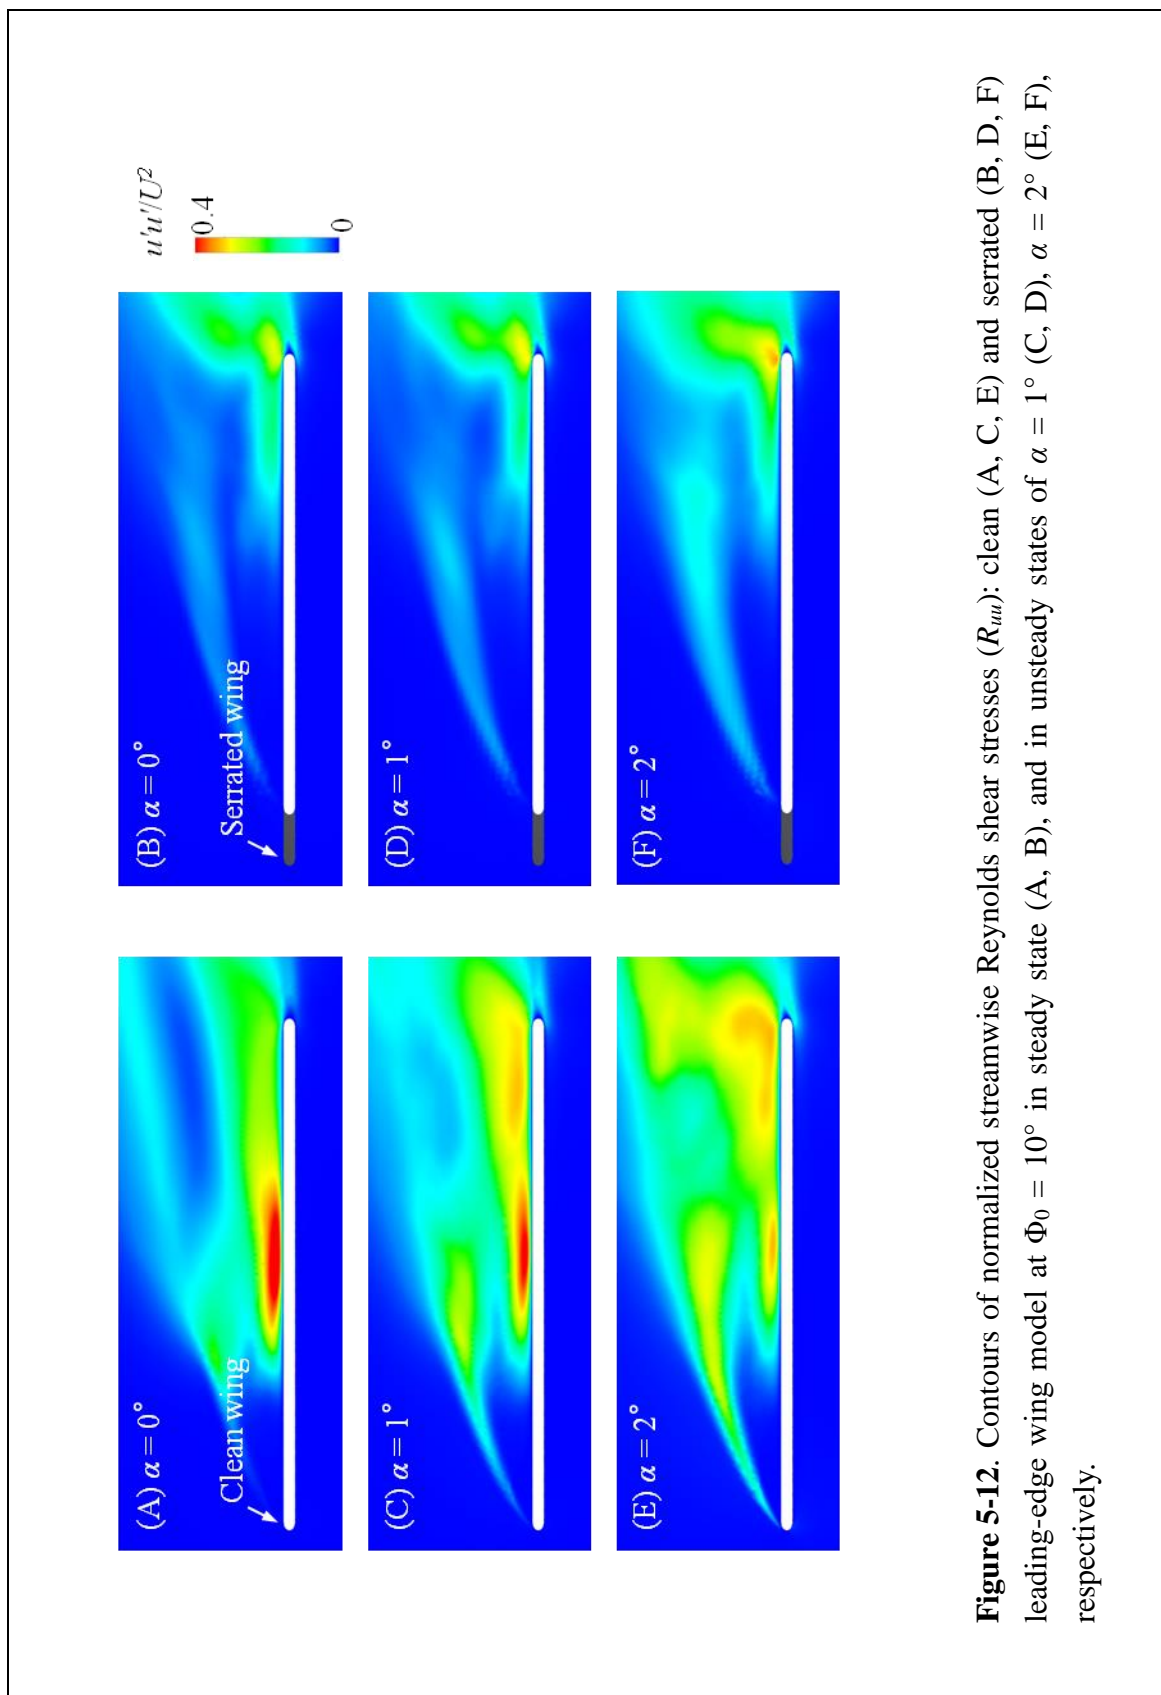 (A) α = 0°
Clean wing
(B) α = 0°
Serrated wing
u'u'/U²
0.4
0
(C) α = 1°
(D) α = 1°
(E) α = 2°
(F) α = 2°
Figure 5-12. Contours of normalized streamwise Reynolds shear stresses (Ruu): clean (A, C, E) and serrated (B, D, F)
leading-edge wing model at Φ0 = 10° in steady state (A, B), and in unsteady states of α = 1° (C, D), α = 2° (E, F),
respectively.